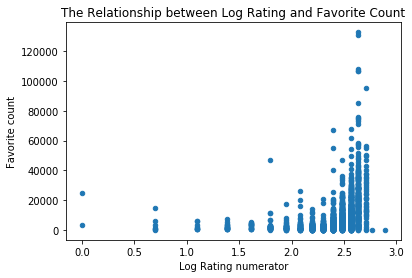 The Relationship between Log Rating and Favorite Count
120000
100000
80000
60000
40000
20000
0
Favorite count
0.0 0.5 1.0 1.5 2.0 2.5 3.0
Log Rating numerator